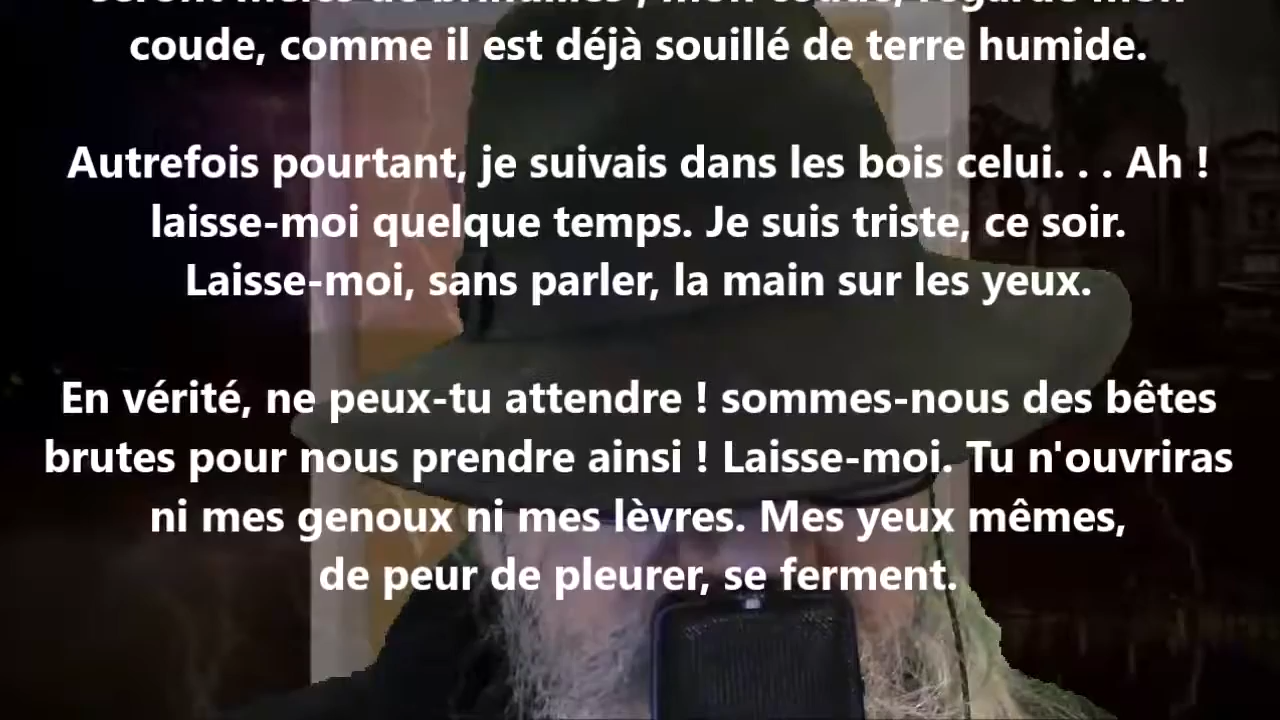 coude, comme il est déjà souillé de terre humide.
Autrefois pourtant, je suivais dans les bois celui. . . Ah !
laisse-moi quelque temps. Je suis triste, ce soir.
Laisse-moi, sans parler, la main sur les yeux.
En vérité, ne peux-tu attendre ! sommes-nous des bêtes
brutes pour nous prendre ainsi ! Laisse-moi. Tu n'ouvriras
ni mes genoux ni mes lèvres. Mes yeux mêmes,
de peur de pleurer, se ferment.